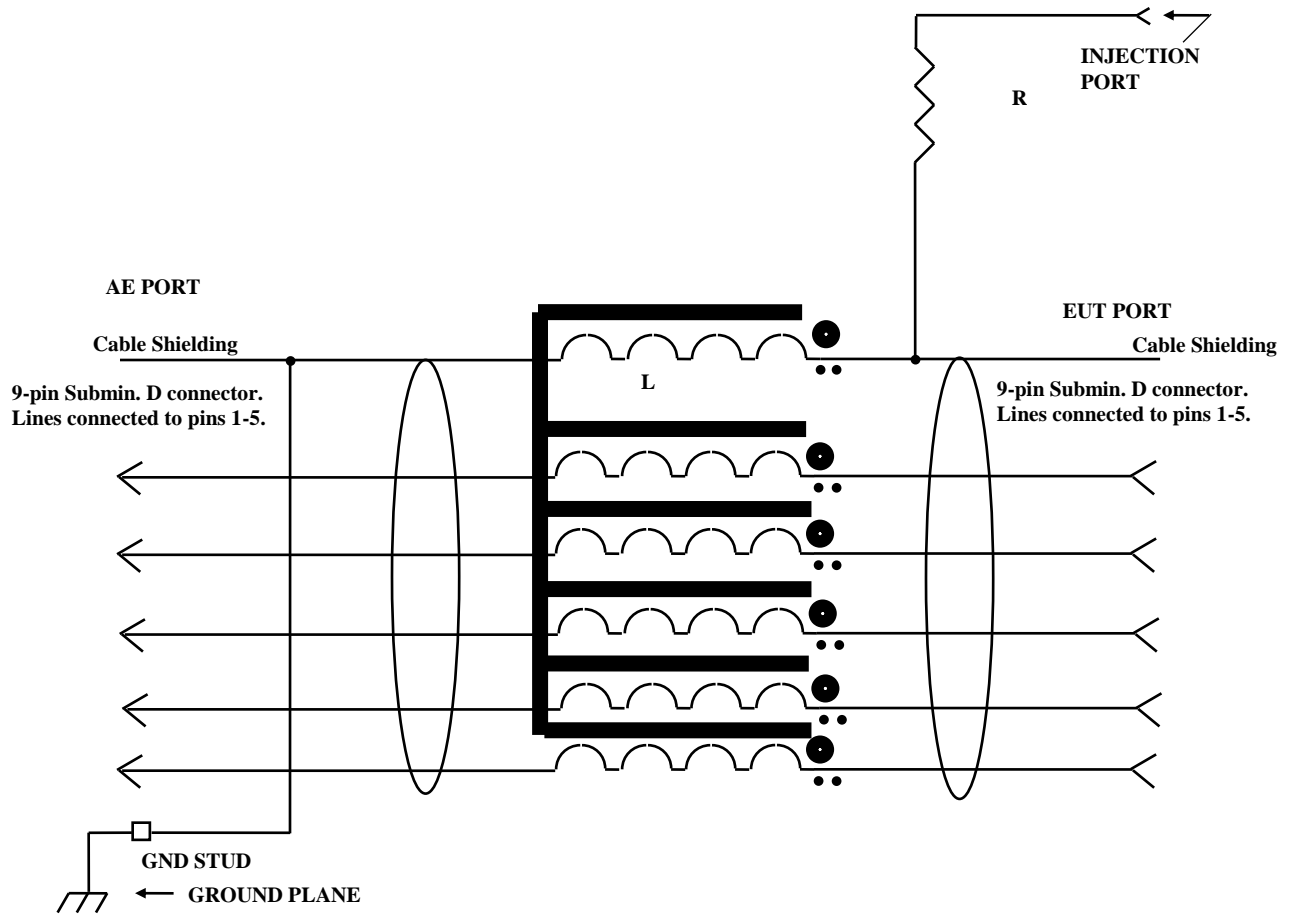 INJECTION
PORT
R
AE PORT
EUT PORT
Cable Shielding
Cable Shielding
L
9-pin Submin. D connector.
Lines connected to pins 1-5.
9-pin Submin. D connector.
Lines connected to pins 1-5.
GND STUD
GROUND PLANE